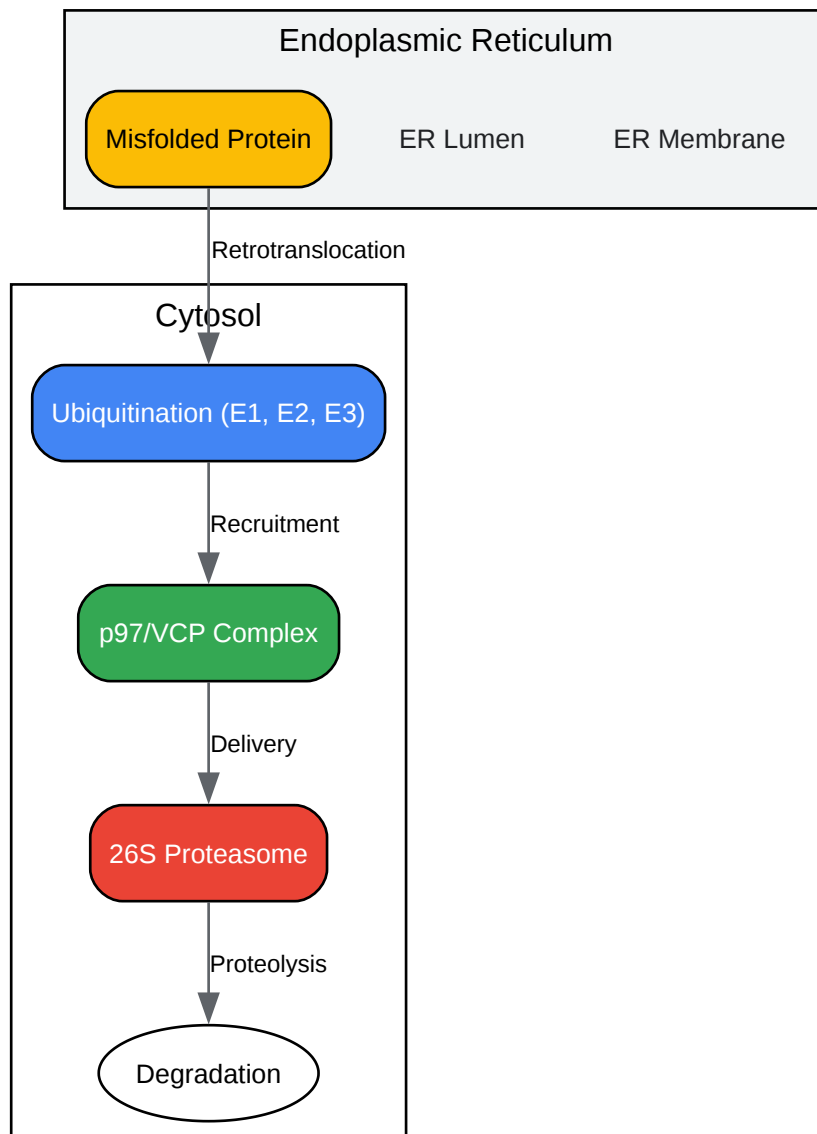 Endoplasmic Reticulum
Misfolded Protein
ER Lumen
ER Membrane
Retrotranslocation
Cytosol
Ubiquitination (E1, E2, E3)
Recruitment
p97/VCP Complex
Delivery
26S Proteasome
Proteolysis
Degradation